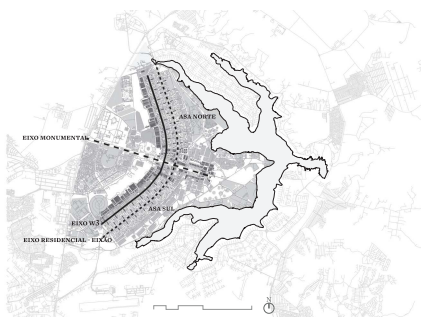 ASA NORTE
EIXO MONUMENTAL
ASA SUL
EIXO W3
EIXO RESIDENCIAL - EIXÃO
N